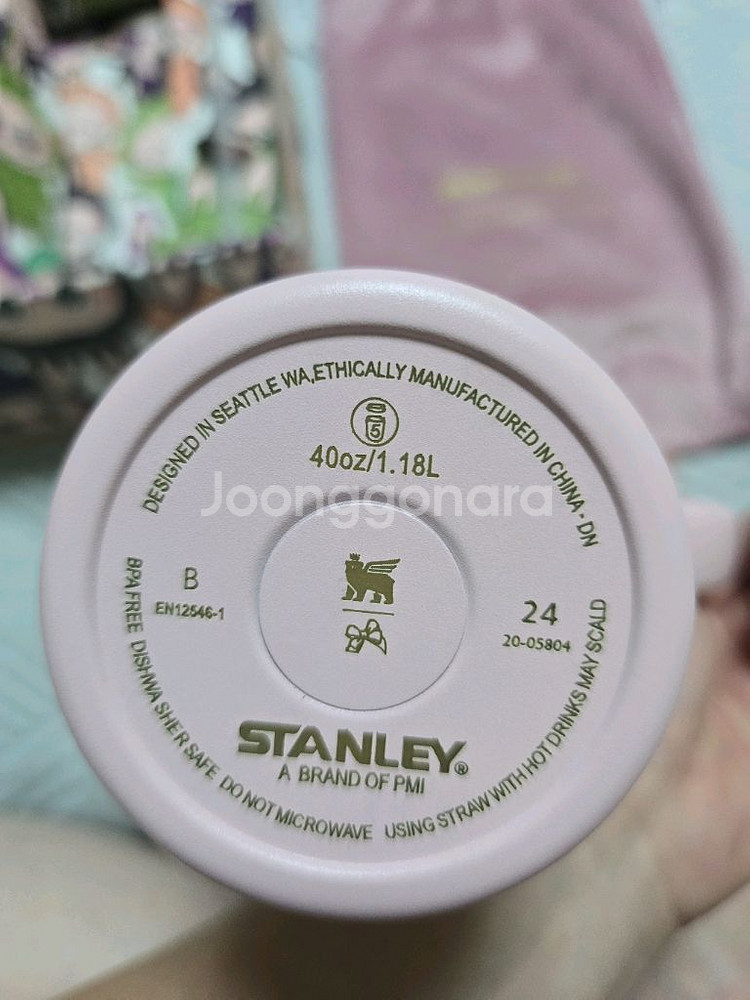 DESIGNED IN SEATTLE WA,ETHICALLY MANUFACTURED IN CHINA - DN
5
40oz/1.18L
Joonggonara
B
EN12546-1
24
20-05804
STANLEY®
A BRAND OF PMI
BPA FREE DISHWASHER SAFE DO NOT MICROWAVE USING STRAW WITH HOT DRINKS MAY SCALD